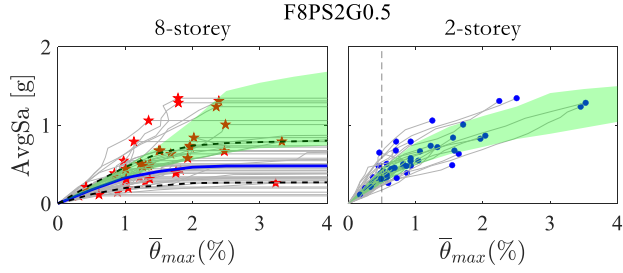 F8PS2G0.5
8-storey 2-storey
AvgSa [g]
2
1
0
0 1 2 3 4 0 1 2 3 4
θ̅max(%) θ̅max(%)